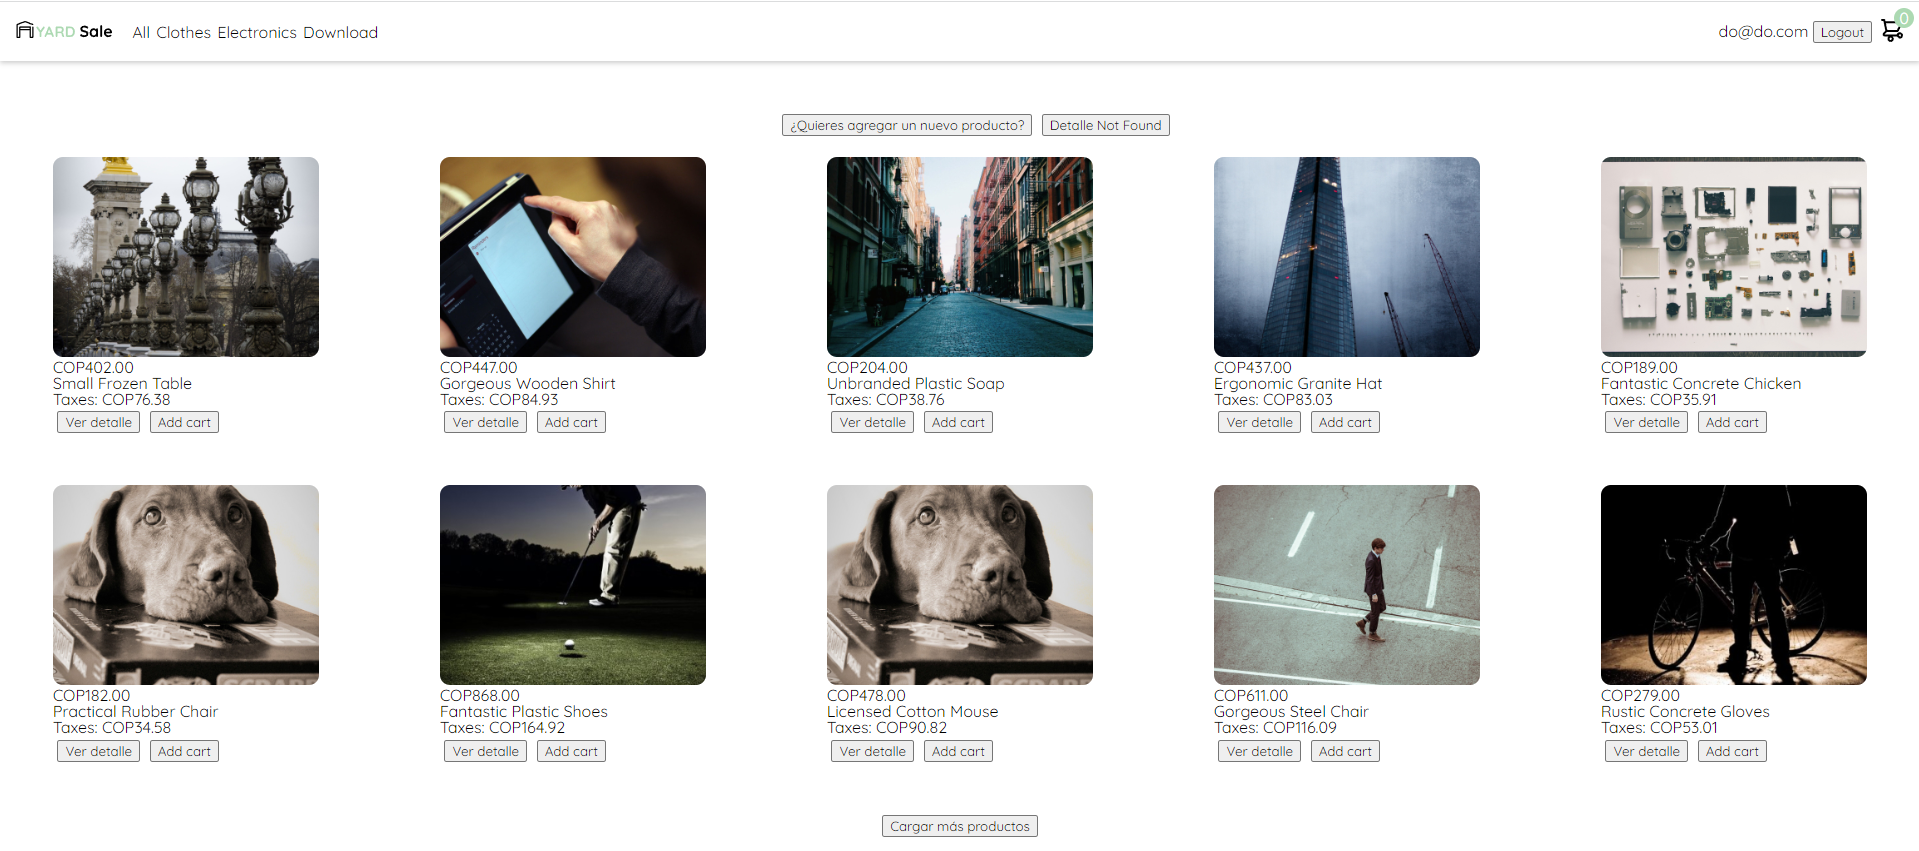 YARD Sale All Clothes Electronics Download do@do.com Logout 0
¿Quieres agregar un nuevo producto? Detalle Not Found
COP402.00 COP447.00 COP204.00 COP437.00 COP189.00
Small Frozen Table Gorgeous Wooden Shirt Unbranded Plastic Soap Ergonomic Granite Hat Fantastic Concrete Chicken
Taxes: COP76.38 Taxes: COP84.93 Taxes: COP38.76 Taxes: COP83.03 Taxes: COP35.91
Ver detalle Add cart Ver detalle Add cart Ver detalle Add cart Ver detalle Add cart Ver detalle Add cart
COP182.00 COP868.00 COP478.00 COP611.00 COP279.00
Practical Rubber Chair Fantastic Plastic Shoes Licensed Cotton Mouse Gorgeous Steel Chair Rustic Concrete Gloves
Taxes: COP34.58 Taxes: COP164.92 Taxes: COP90.82 Taxes: COP116.09 Taxes: COP53.01
Ver detalle Add cart Ver detalle Add cart Ver detalle Add cart Ver detalle Add cart Ver detalle Add cart
Cargar más productos